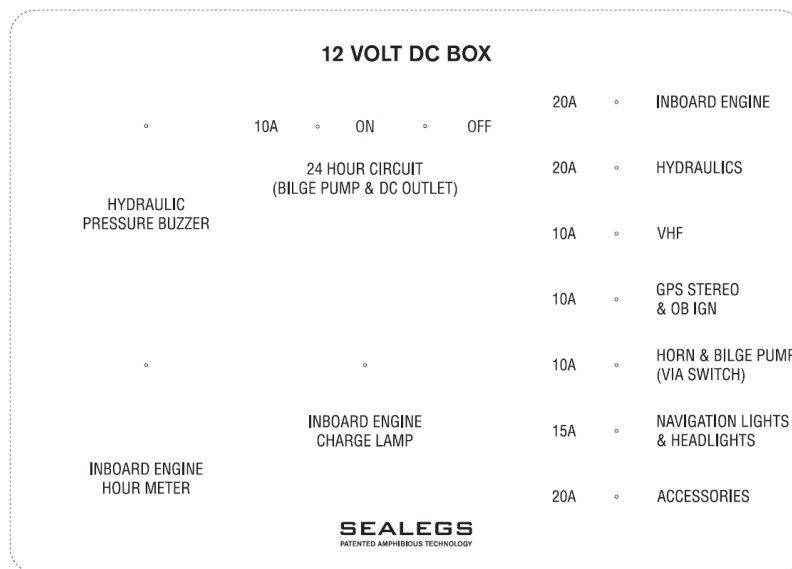 12 VOLT DC BOX
10A ON OFF
24 HOUR CIRCUIT
(BILGE PUMP & DC OUTLET)
HYDRAULIC
PRESSURE BUZZER
INBOARD ENGINE
CHARGE LAMP
INBOARD ENGINE
HOUR METER
20A INBOARD ENGINE
20A HYDRAULICS
10A VHF
10A GPS STEREO
& OB IGN
10A HORN & BILGE PUMP
(VIA SWITCH)
15A NAVIGATION LIGHTS
& HEADLIGHTS
20A ACCESSORIES
SEALEGS
PATENTED AMPHIBIOUS TECHNOLOGY